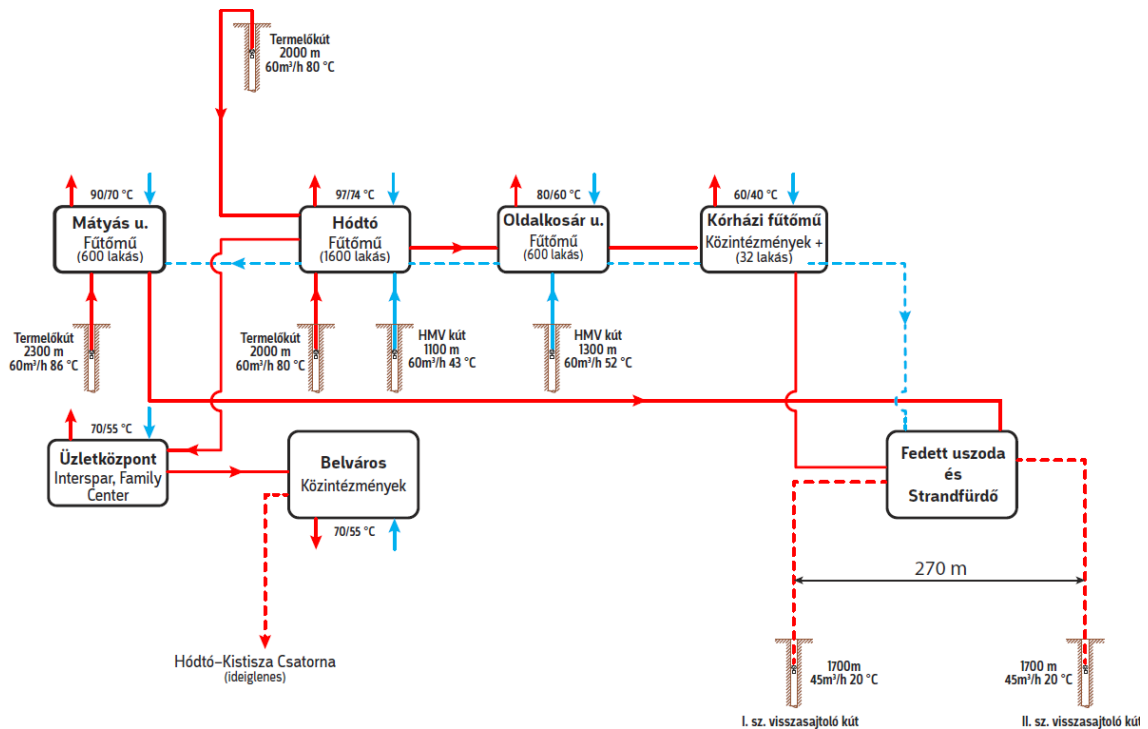 Termelőkút
2000 m
60m³/h 80 °C
90/70 °C
97/74 °C
80/60 °C
60/40 °C
Mátyás u.
Fűtőmű
(600 lakás)
Hódtó
Fűtőmű
(1600 lakás)
Oldalkosár u.
Fűtőmű
(600 lakás)
Kórházi fűtőmű
Közintézmények +
(32 lakás)
Termelőkút
2300 m
60m³/h 86 °C
Termelőkút
2000 m
60m³/h 80 °C
HMV kút
1100 m
60m³/h 43 °C
HMV kút
1300 m
60m³/h 52 °C
70/55 °C
Üzletközpont
Interspar, Family
Center
Belváros
Közintézmények
70/55 °C
Fedett uszoda
és
Strandfürdő
270 m
Hódtó–Kistisza Csatorna
(ideiglenes)
1700m
45m³/h 20 °C
1700 m
45m³/h 20 °C
I. sz. visszasajtoló kút
II. sz. visszasajtoló kút